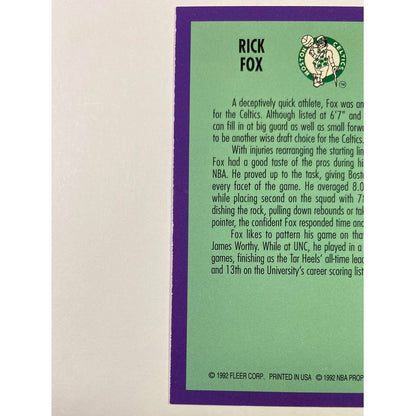 RICK
FOX
BOSTON
CELTICS
A deceptively quick athlete, Fox was an
for the Celtics. Although listed at 6'7" and
can fill in at big guard as well as small forw
to be another wise draft choice for the Celtics.
With injuries rearranging the starting lin
Fox had a good taste of the pros during his
NBA. He proved up to the task, giving Bost
every facet of the game. He averaged 8.0
while placing second on the squad with 7
dishing the rock, pulling down rebounds or tak
pointer, the confident Fox responded time an
Fox likes to pattern his game on that
James Worthy. While at UNC, he played in a
games, finishing as the Tar Heels' all-time lea
and 13th on the University's career scoring list
© 1992 FLEER CORP. PRINTED IN USA © 1992 NBA PROP